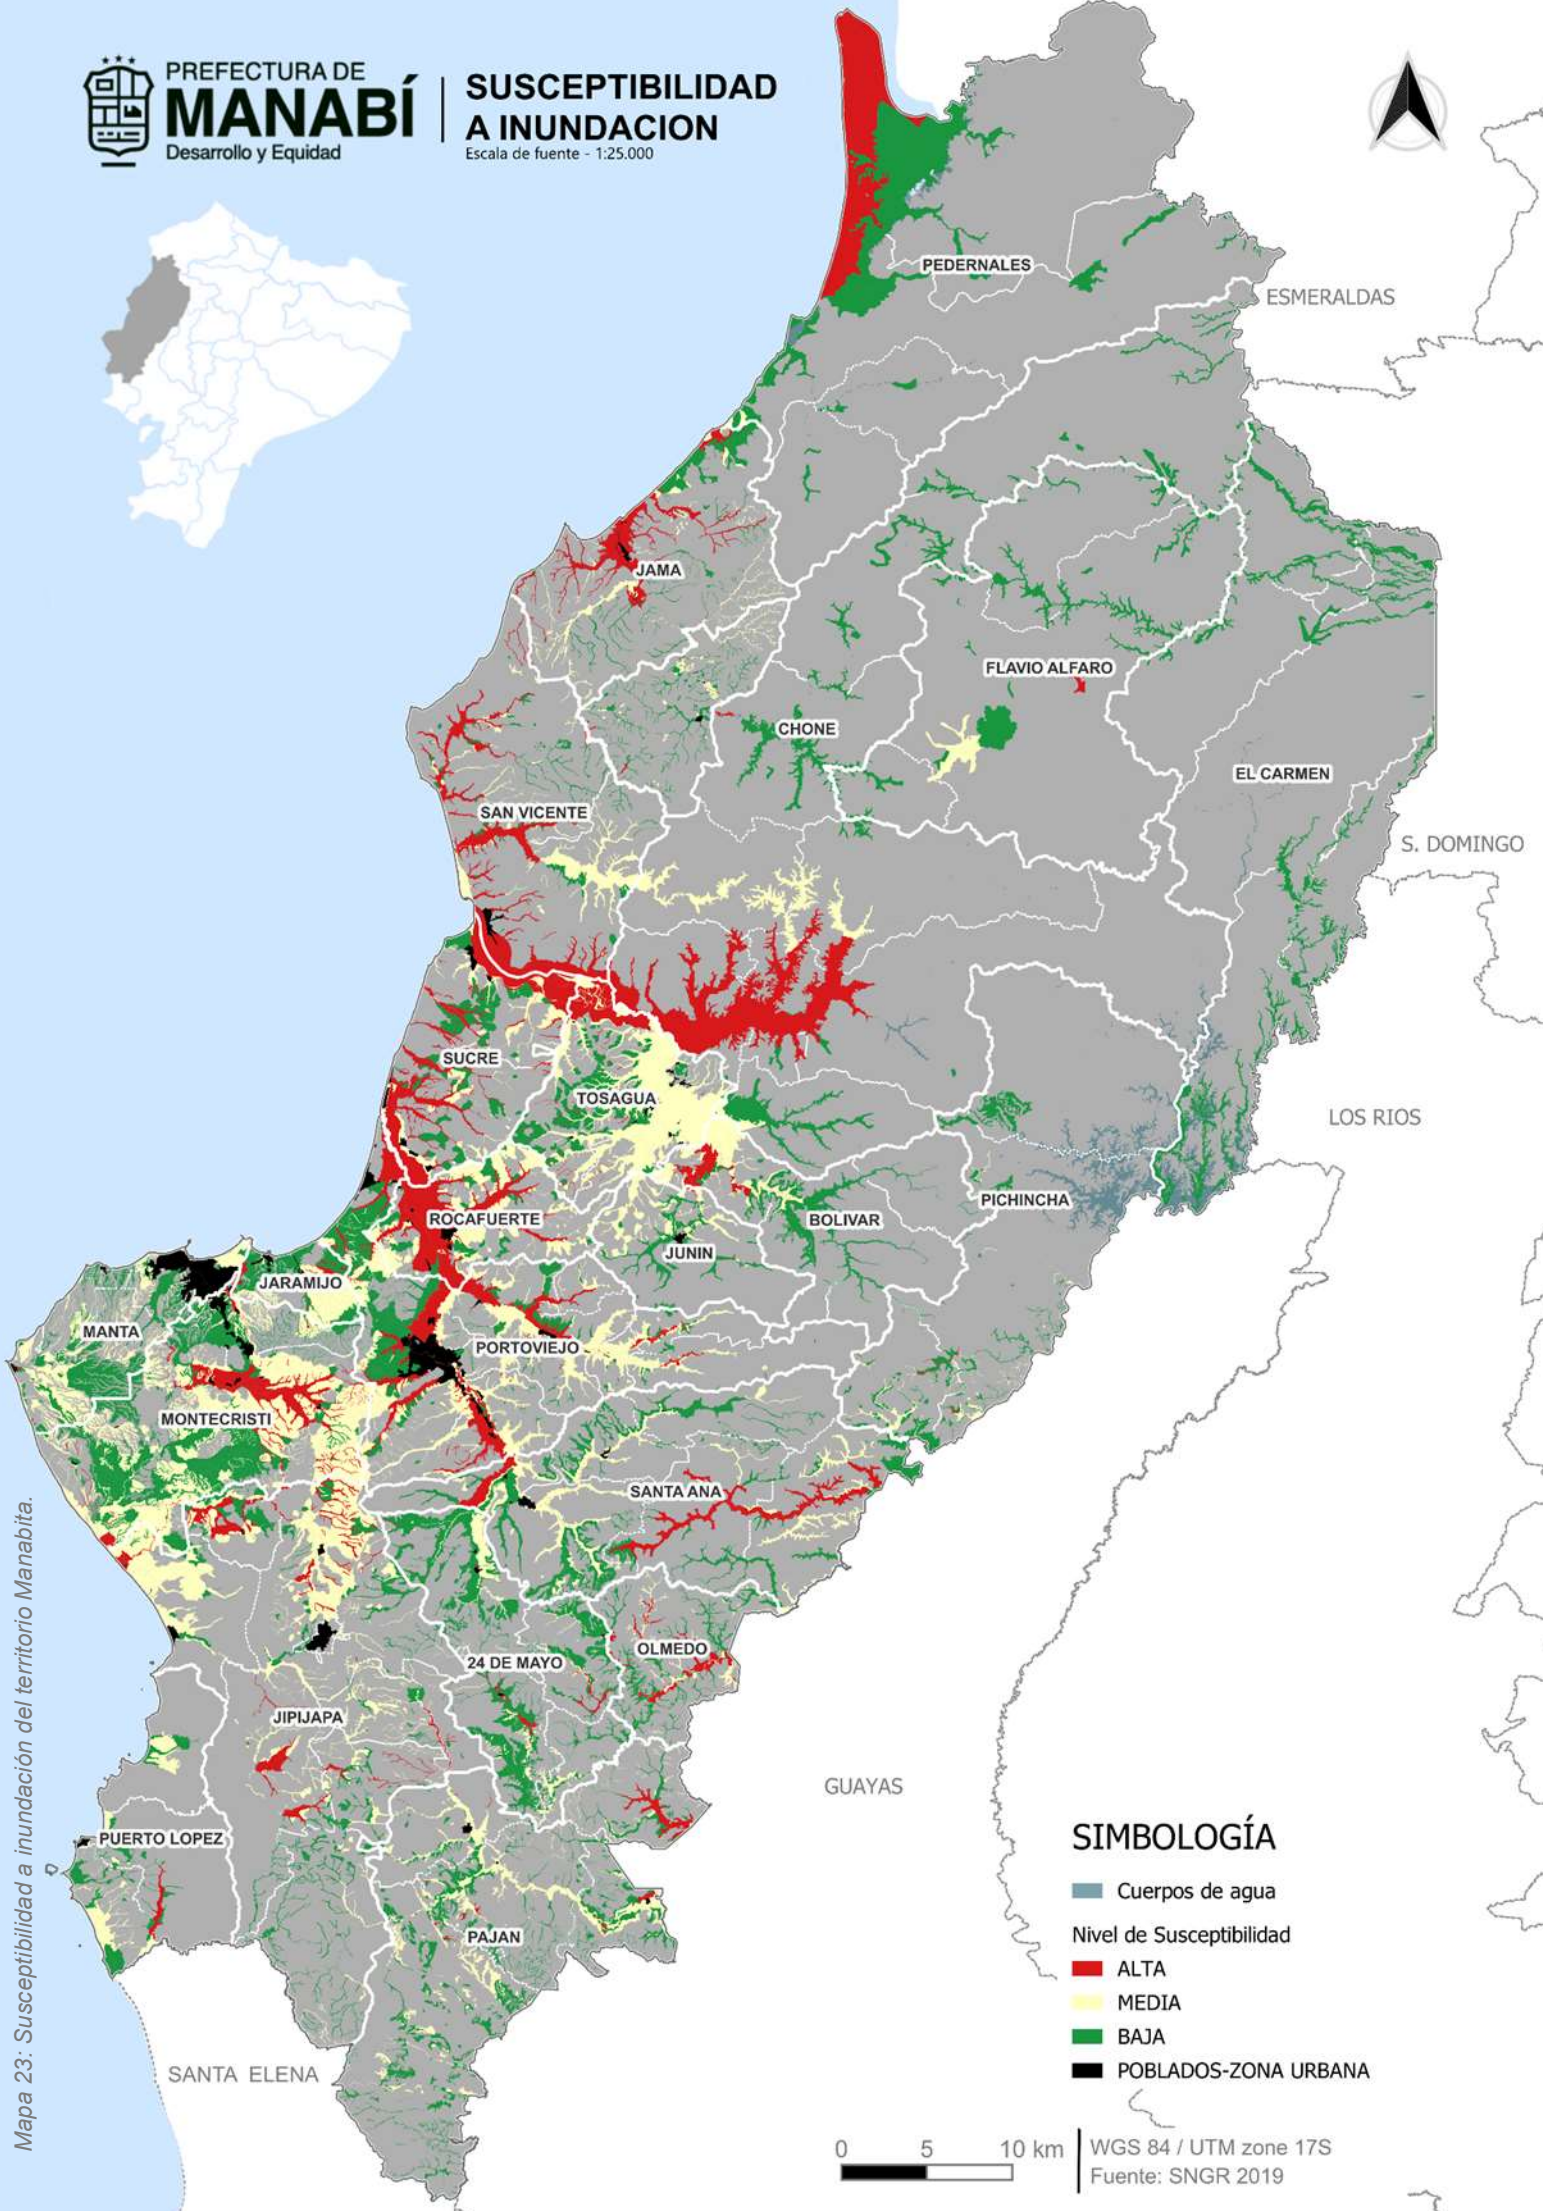 PREFECTURA DE
MANABÍ
Desarrollo y Equidad
SUSCEPTIBILIDAD
A INUNDACION
Escala de fuente - 1:25.000
PEDERNALES
ESMERALDAS
JAMA
FLAVIO ALFARO
CHONE
EL CARMEN
SAN VICENTE
S. DOMINGO
SUCRE
TOSAGUA
LOS RIOS
PICHINCHA
ROCAFUERTE
BOLIVAR
JUNIN
JARAMIJO
MANTA
PORTOVIEJO
MONTECRISTI
SANTA ANA
OLMEDO
24 DE MAYO
JIPIJAPA
GUAYAS
PUERTO LOPEZ
PAJAN
SANTA ELENA
SIMBOLOGÍA
Cuerpos de agua
Nivel de Susceptibilidad
ALTA
MEDIA
BAJA
POBLADOS-ZONA URBANA
0 5 10 km
WGS 84 / UTM zone 17S
Fuente: SNGR 2019
Mapa 23: Susceptibilidad a inundación del territorio Manabita.